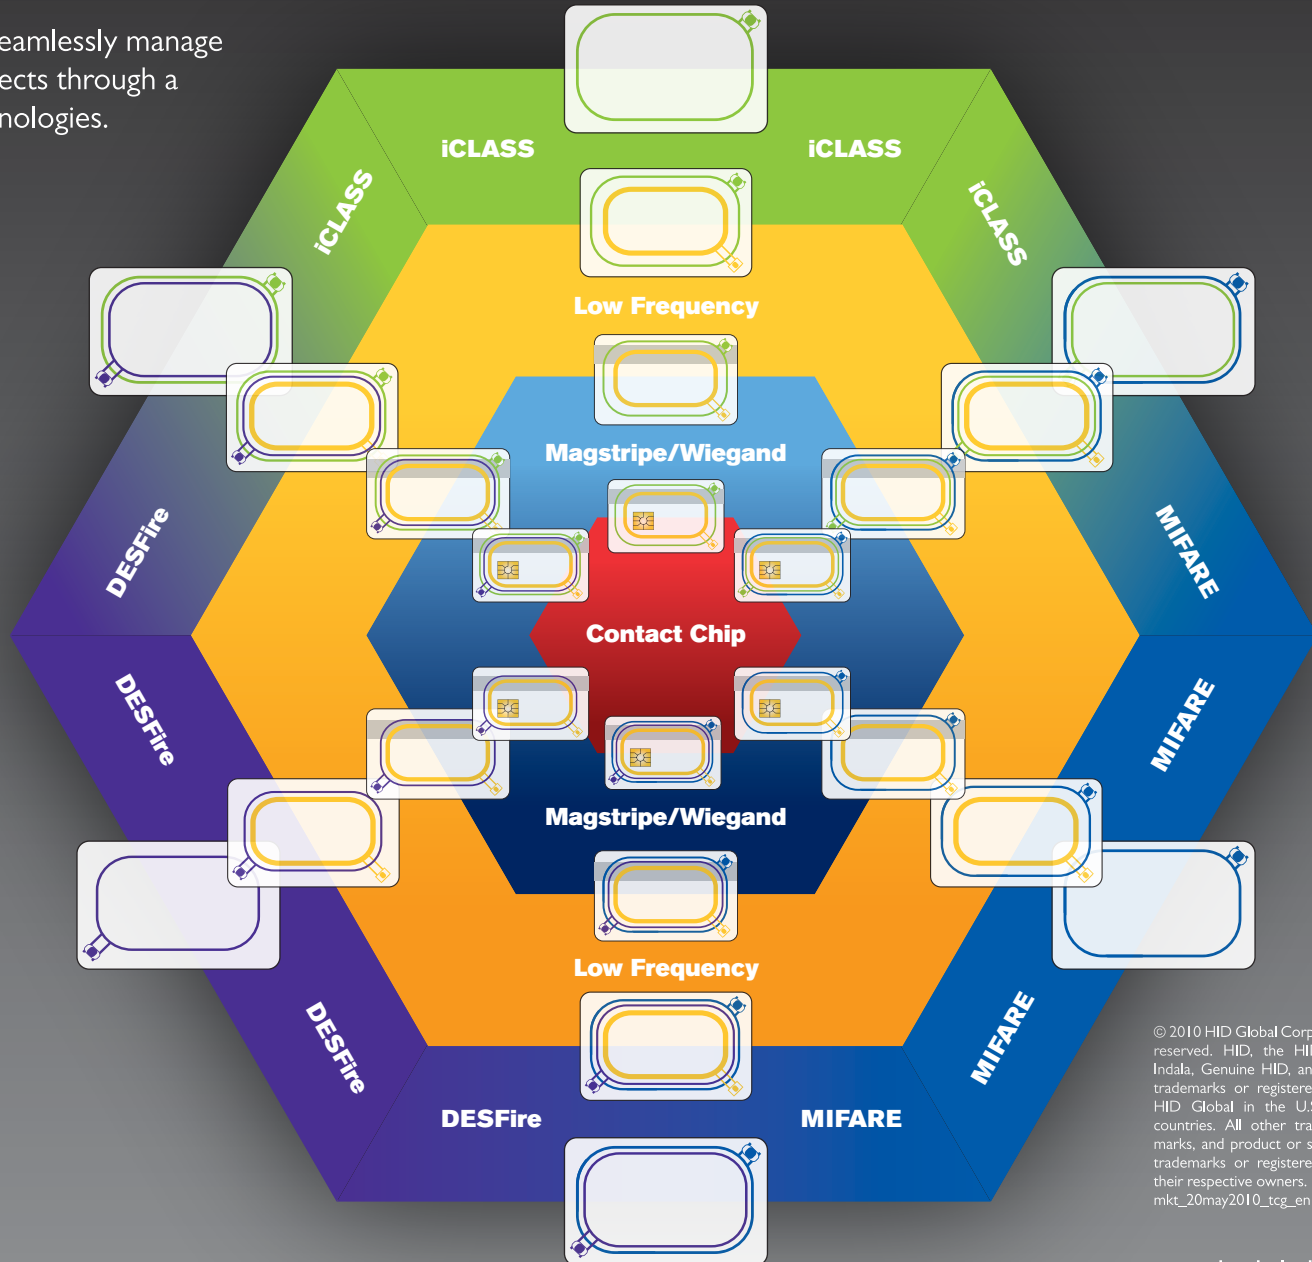 eamlessly manage
ects through a
nologies.
iCLASS
iCLASS
iCLASS
iCLASS
Low Frequency
Magstripe/Wiegand
DESFire
MIFARE
Contact Chip
DESFire
MIFARE
Magstripe/Wiegand
Low Frequency
DESFire
MIFARE
DESFire
MIFARE
© 2010 HID Global Corp
reserved. HID, the HI
Indala, Genuine HID, an
trademarks or registere
HID Global in the U.S
countries. All other tra
marks, and product or s
trademarks or registere
their respective owners.
mkt_20may2010_tcg_en